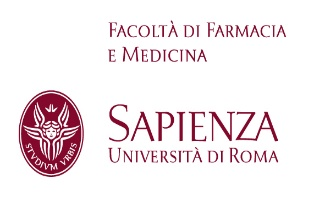 FACOLTÀ DI FARMACIA
E MEDICINA
STVDIVM VRBIS
SAPIENZA
UNIVERSITÀ DI ROMA